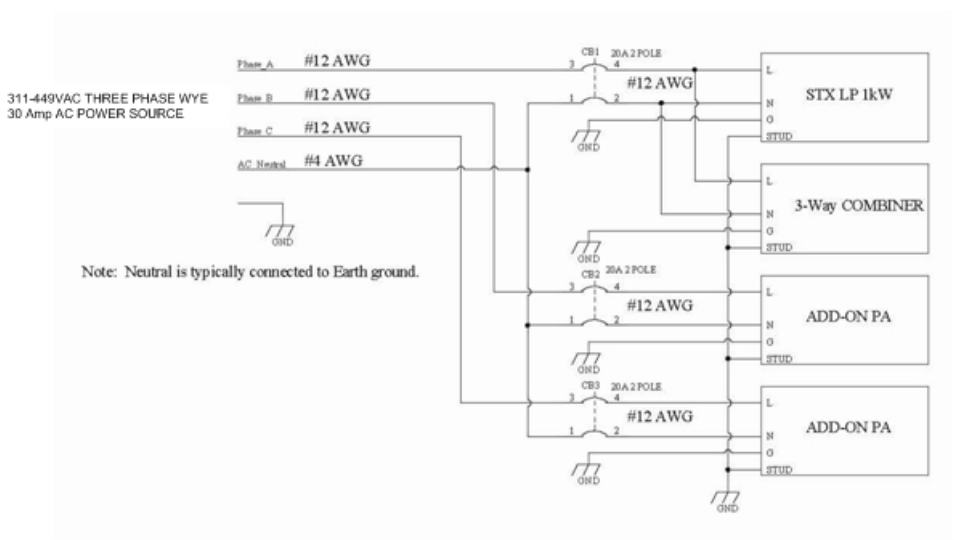 CB1 20A 2 POLE
Phase_A #12 AWG 3 4 L
#12 AWG
311-449VAC THREE PHASE WYE
30 Amp AC POWER SOURCE
Phase B #12 AWG 1 2 N
STX LP 1kW
G
Phase C #12 AWG
STUD
GND
AC Neutral #4 AWG
L
3-Way COMBINER
N
G
GND
STUD
GND
Note: Neutral is typically connected to Earth ground.
CB2 20A 2 POLE
3 4 L
#12 AWG
ADD-ON PA
1 2 N
G
STUD
GND
CB3 20A 2 POLE
3 4 L
#12 AWG
ADD-ON PA
1 2 N
G
STUD
GND
GND